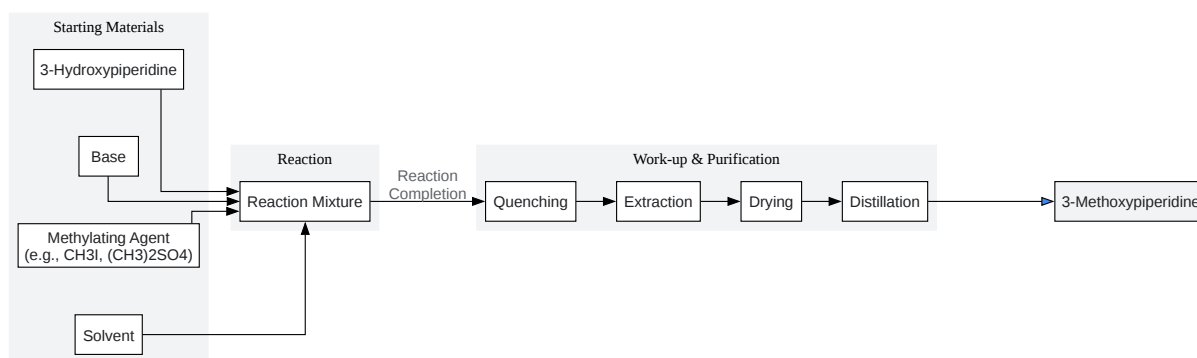 Starting Materials
3-Hydroxypiperidine
Base
Methylating Agent
(e.g., CH3I, (CH3)2SO4)
Solvent
Reaction
Reaction Mixture
Reaction
Completion
Work-up & Purification
Quenching
Extraction
Drying
Distillation
3-Methoxypiperidine